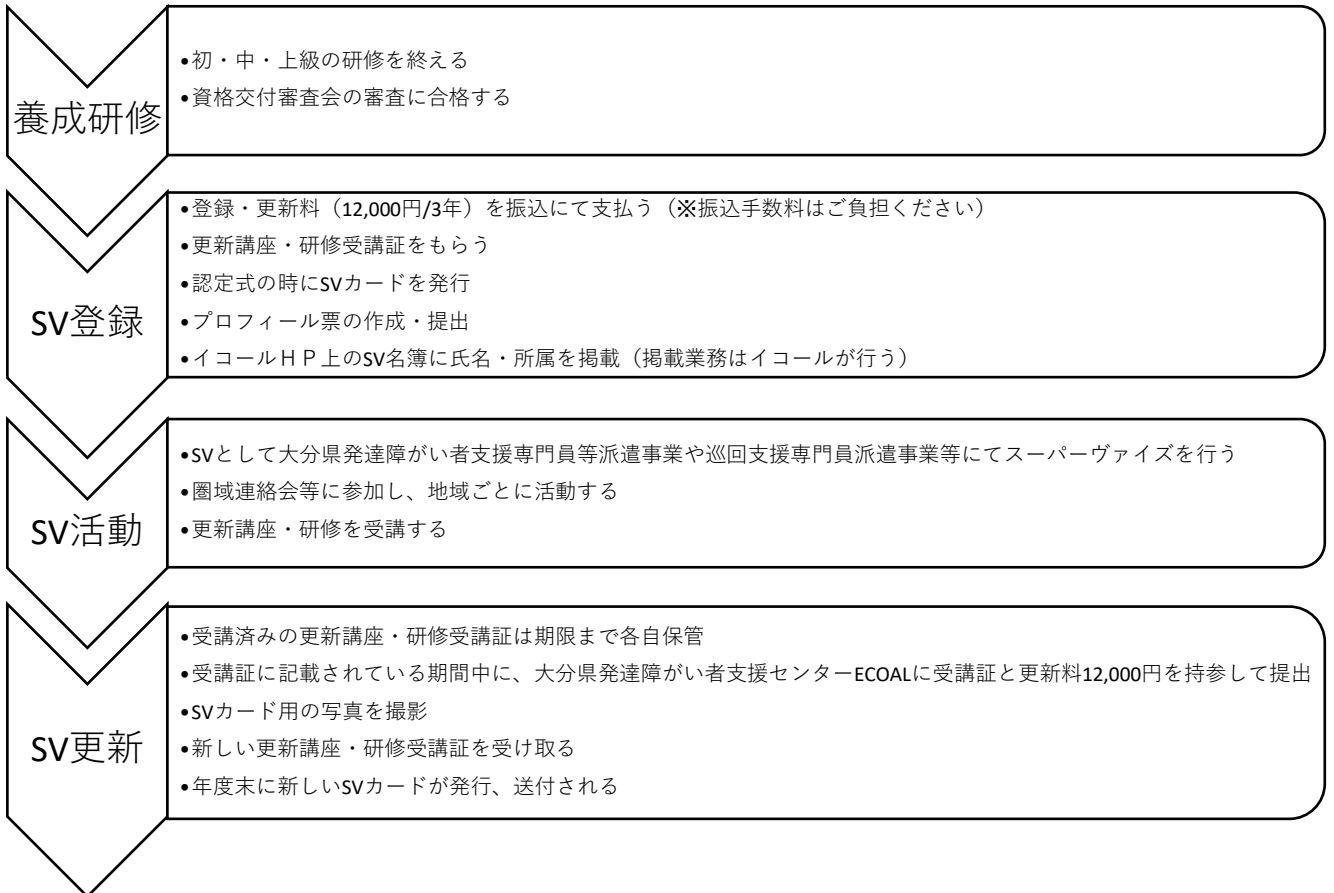 養成研修
•初・中・上級の研修を終える
•資格交付審査会の審査に合格する
SV登録
•登録・更新料（12,000円/3年）を振込にて支払う（※振込手数料はご負担ください）
•更新講座・研修受講証をもらう
•認定式の時にSVカードを発行
•プロフィール票の作成・提出
•イコールＨＰ上のSV名簿に氏名・所属を掲載（掲載業務はイコールが行う）
SV活動
•SVとして大分県発達障がい者支援専門員等派遣事業や巡回支援専門員派遣事業等にてスーパーヴァイズを行う
•圏域連絡会等に参加し、地域ごとに活動する
•更新講座・研修を受講する
SV更新
•受講済みの更新講座・研修受講証は期限まで各自保管
•受講証に記載されている期間中に、大分県発達障がい者支援センターECOALに受講証と更新料12,000円を持参して提出
•SVカード用の写真を撮影
•新しい更新講座・研修受講証を受け取る
•年度末に新しいSVカードが発行、送付される